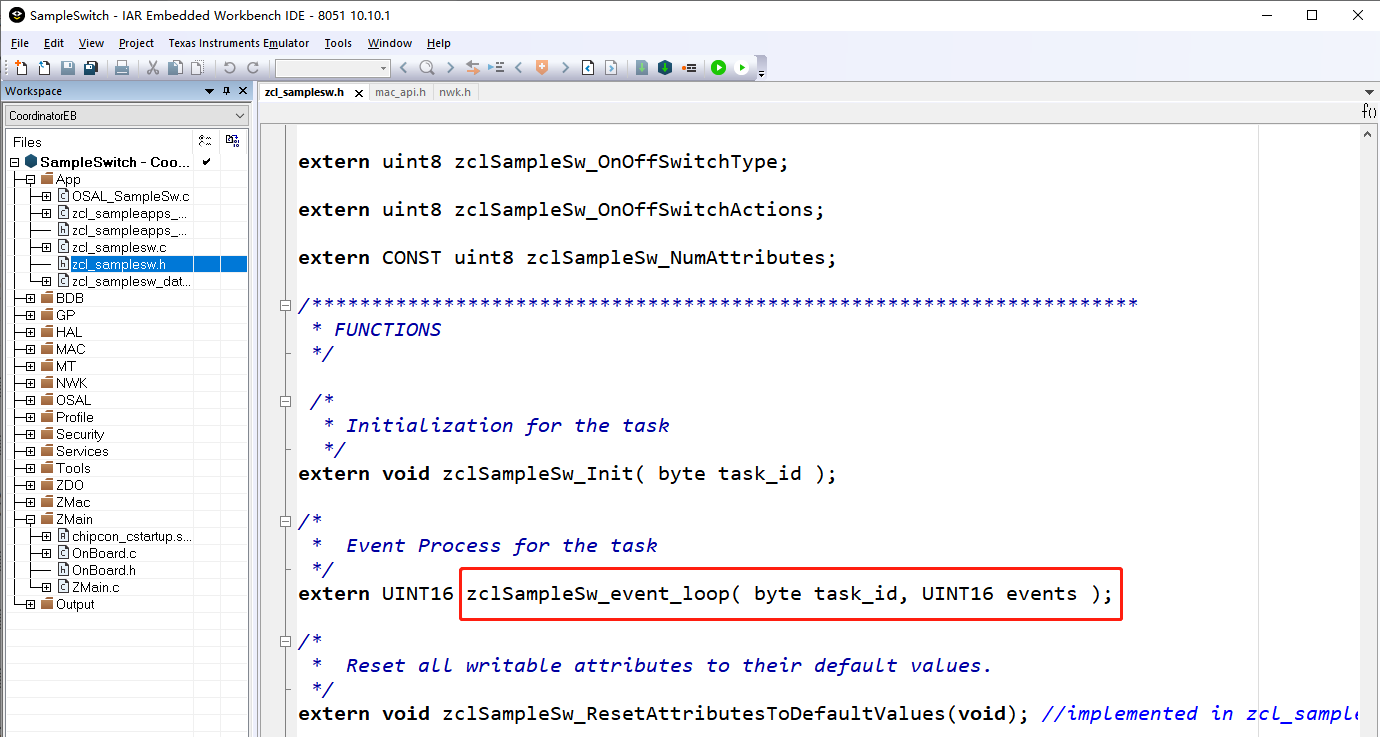 SampleSwitch - IAR Embedded Workbench IDE - 8051 10.10.1
File Edit View Project Texas Instruments Emulator Tools Window Help
Workspace
CoordinatorEB
Files
SampleSwitch - Coo...
App
OSAL_SampleSw.c
zcl_sampleapps_...
zcl_sampleapps_...
zcl_samplesw.c
zcl_samplesw.h
zcl_samplesw_dat...
BDB
GP
HAL
MAC
MT
NWK
OSAL
Profile
Security
Services
Tools
ZDO
ZMac
ZMain
chipcon_cstartup.s...
OnBoard.c
OnBoard.h
ZMain.c
Output
zcl_samplesw.h mac_api.h nwk.h
f()
extern uint8 zclSampleSw_OnOffSwitchType;
extern uint8 zclSampleSw_OnOffSwitchActions;
extern CONST uint8 zclSampleSw_NumAttributes;
/*********************************************************************
* FUNCTIONS
*/
/*
* Initialization for the task
*/
extern void zclSampleSw_Init( byte task_id );
/*
* Event Process for the task
*/
extern UINT16 zclSampleSw_event_loop( byte task_id, UINT16 events );
/*
* Reset all writable attributes to their default values.
*/
extern void zclSampleSw_ResetAttributesToDefaultValues(void); //implemented in zcl_sample